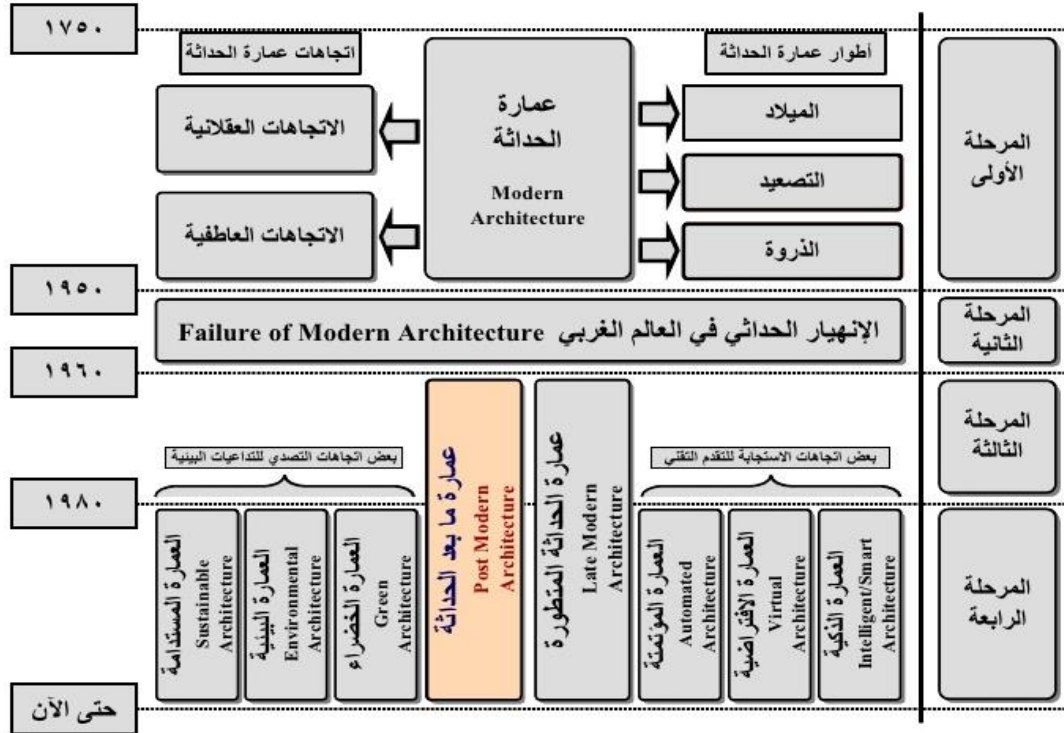 ١٧٥٠
أطوار عمارة الحداثة
اتجاهات عمارة الحداثة
المرحلة
الأولى
الميلاد
التصعيد
الذروة
عمارة
الحداثة
Modern
Architecture
الاتجاهات العقلانية
الاتجاهات العاطفية
١٩٥٠
المرحلة
الثانية
الإنهيار الحداثي في العالم الغربي Failure of Modern Architecture
١٩٦٠
المرحلة
الثالثة
بعض اتجاهات الاستجابة للتقدم التقني
بعض اتجاهات التصدي للتداعيات البيئية
١٩٨٠
المرحلة
الرابعة
العمارة الذكية
Intelligent/Smart
Architecture
العمارة الافتراضية
Virtual
Architecture
العمارة المؤتمتة
Automated
Architecture
عمارة الحداثة المتطورة
Late Modern
Architecture
عمارة ما بعد الحداثة
Post Modern
Architecture
العمارة الخضراء
Green
Architecture
العمارة البيئية
Environmental
Architecture
العمارة المستدامة
Sustainable
Architecture
حتى الآن